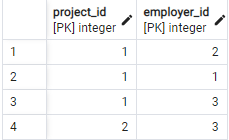 project_id employer_id
[PK] integer [PK] integer
1 1 2
2 1 1
3 1 3
4 2 3